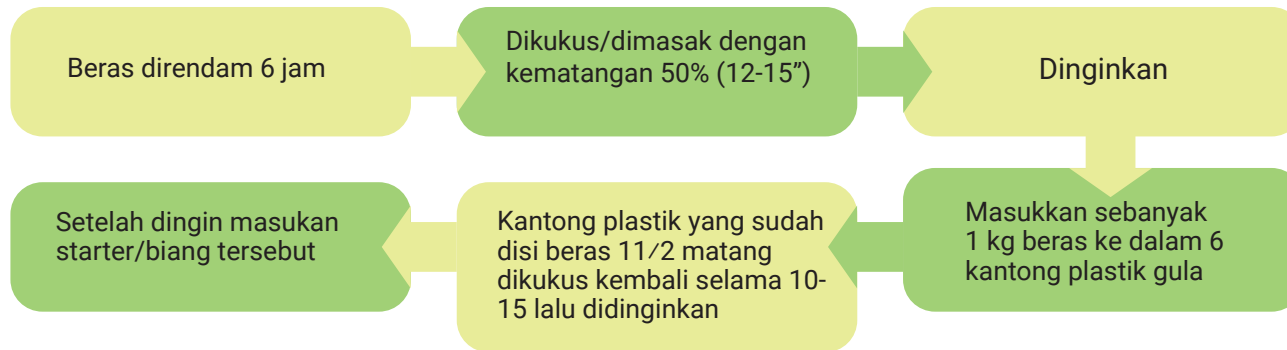 Beras direndam 6 jam
Dikukus/dimasak dengan
kematangan 50% (12-15”)
Dinginkan
Masukkan sebanyak
1 kg beras ke dalam 6
kantong plastik gula
Kantong plastik yang sudah
disi beras 11/2 matang
dikukus kembali selama 10-
15 lalu didinginkan
Setelah dingin masukan
starter/biang tersebut